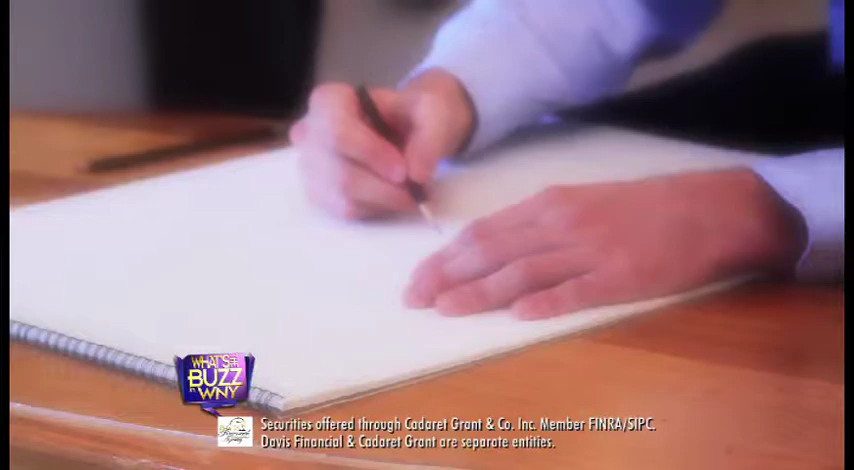 WHAT'S THE
BUZZ
IN WNY
Securities offered through Cadaret Grant & Co. Inc. Member FINRA/SIPC.
Davis Financial & Cadaret Grant are separate entities.